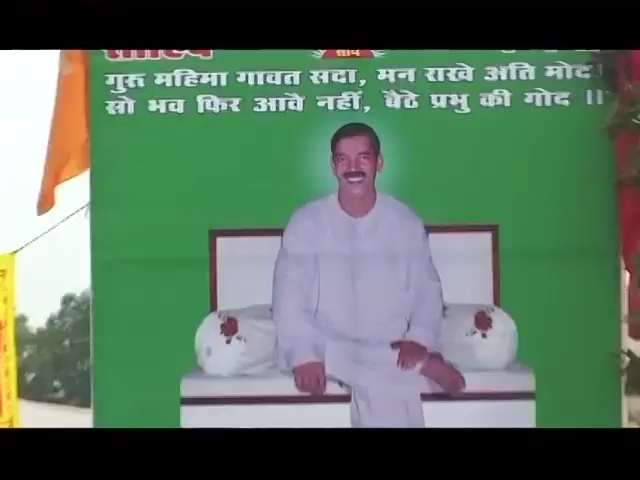 गुरू महिमा गावत सदा, मन राखे अति मोद।
सो भव फिर आवै नहीं, बैठे प्रभु की गोद ।।